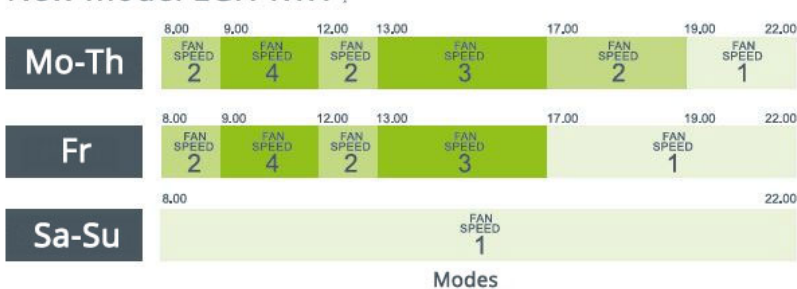 8.00 9.00 12.00 13.00 17.00 19.00 22.00
Mo-Th
FAN SPEED 2
FAN SPEED 4
FAN SPEED 2
FAN SPEED 3
FAN SPEED 2
FAN SPEED 1
8.00 9.00 12.00 13.00 17.00 19.00 22.00
Fr
FAN SPEED 2
FAN SPEED 4
FAN SPEED 2
FAN SPEED 3
FAN SPEED 1
8.00 22.00
Sa-Su
FAN SPEED 1
Modes